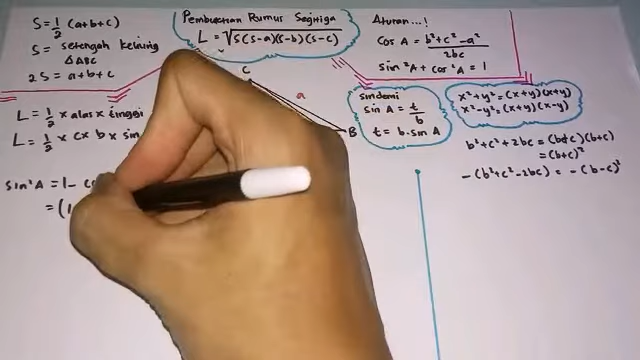 S = 1/2 (a+b+c)
S = setengah keliling
ΔABC
2S = a+b+c
Pembuktian Rumus Segitiga
L = √S(S-a)(S-b)(S-c)
Aturan...!
cos A = b²+c²-a² / 2bc
sin²A + cos²A = 1
L = 1/2 x alas x tinggi
L = 1/2 x c x b x sin
C
a
B
sindemi
sin A = t/b
t = b.sin A
x²+y² = (x+y)(x+y)
x²-y² = (x+y)(x-y)
b²+c²+2bc = (b+c)(b+c)
= (b+c)²
-(b²+c²-2bc) = -(b-c)²
sin²A = 1-
= (1